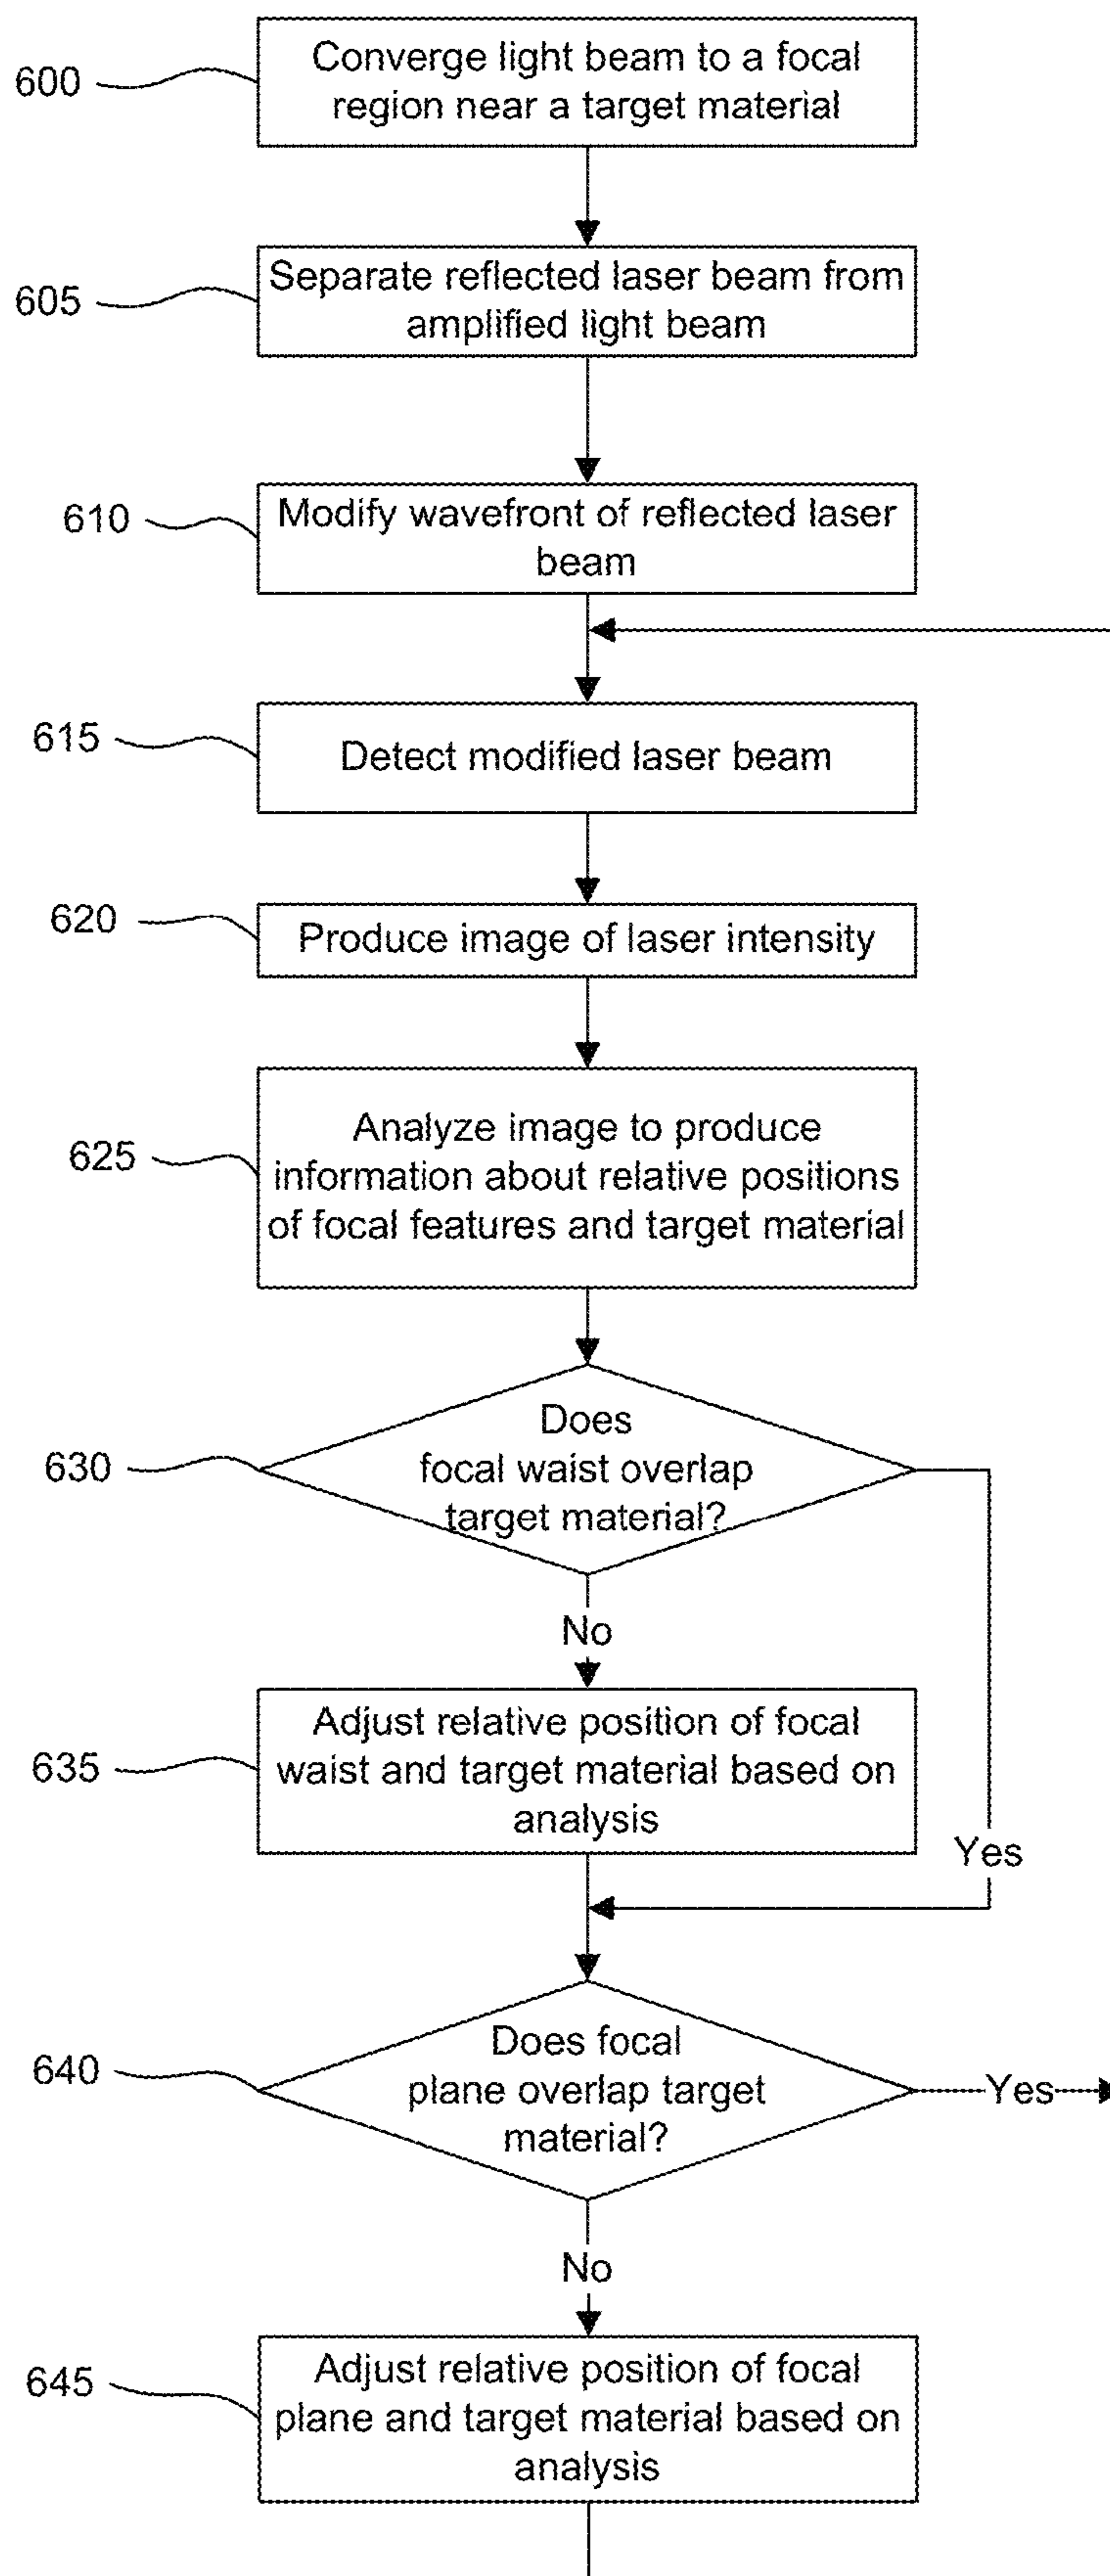 600
Converge light beam to a focal
region near a target material
605
Separate reflected laser beam from
amplified light beam
610
Modify wavefront of reflected laser
beam
615
Detect modified laser beam
620
Produce image of laser intensity
625
Analyze image to produce
information about relative positions
of focal features and target material
630
Does
focal waist overlap
target material?
No
635
Adjust relative position of focal
waist and target material based on
analysis
Yes
640
Does focal
plane overlap target
material?
Yes
No
645
Adjust relative position of focal
plane and target material based on
analysis